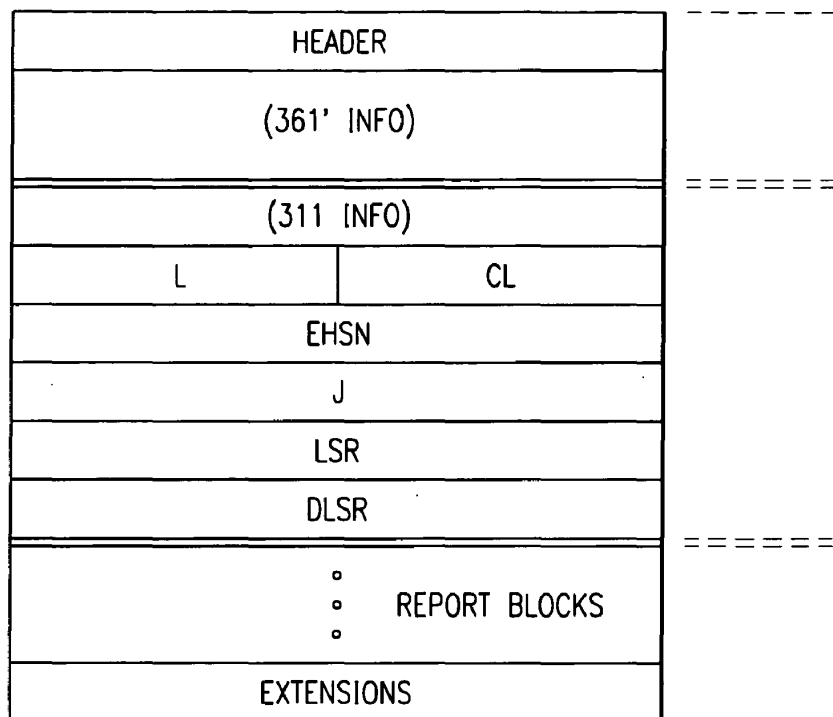 HEADER
(361' INFO)
(311 INFO)
L CL
EHSN
J
LSR
DLSR
REPORT BLOCKS
EXTENSIONS